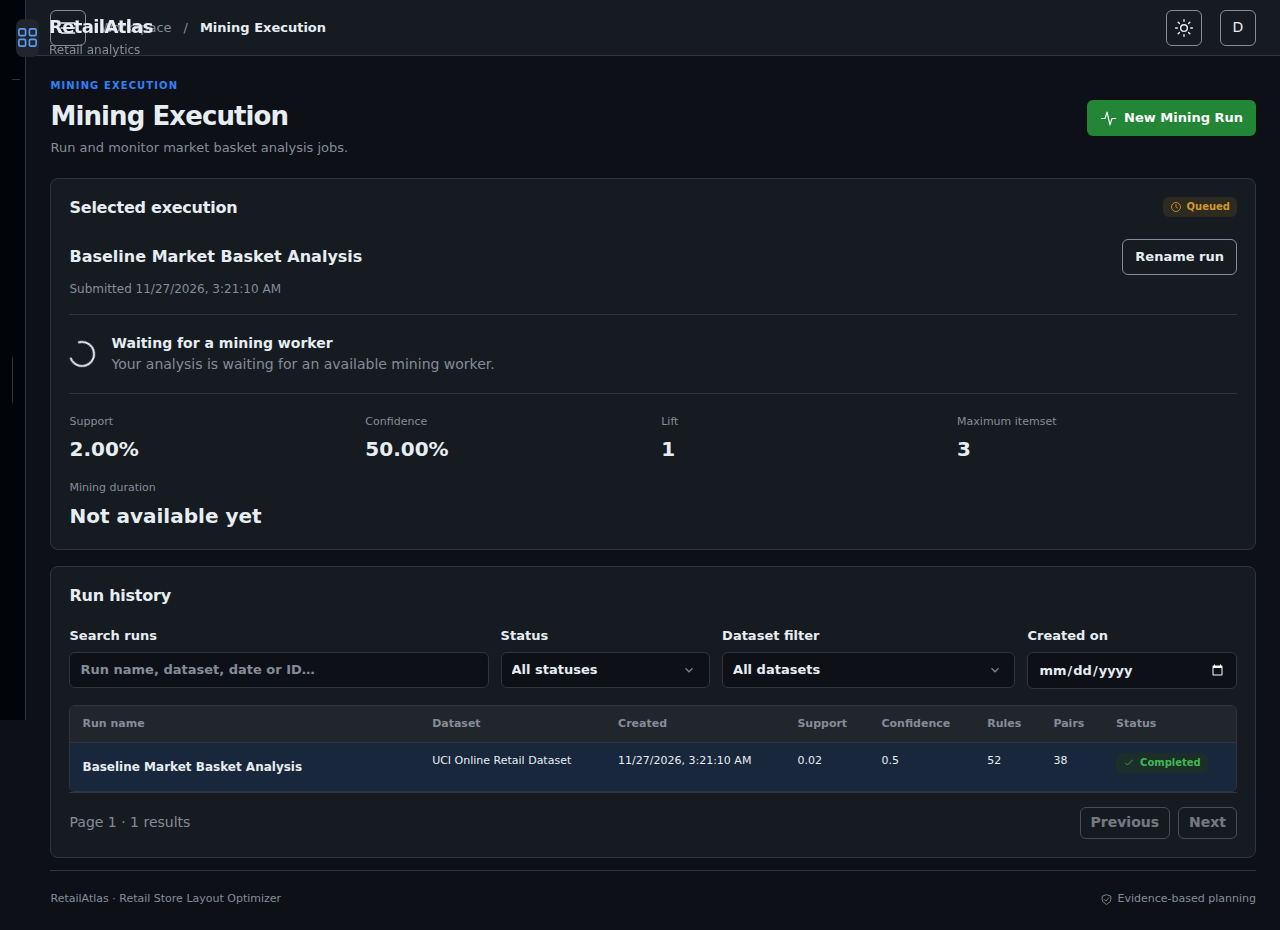 RetailAtlas
Retail analytics
/ Mining Execution
D
MINING EXECUTION
Mining Execution
New Mining Run
Run and monitor market basket analysis jobs.
Selected execution
Queued
Baseline Market Basket Analysis
Rename run
Submitted 11/27/2026, 3:21:10 AM
Waiting for a mining worker
Your analysis is waiting for an available mining worker.
Support Confidence Lift Maximum itemset
2.00% 50.00% 1 3
Mining duration
Not available yet
Run history
Search runs Status Dataset filter Created on
Run name, dataset, date or ID… All statuses All datasets mm/dd/yyyy
Run name Dataset Created Support Confidence Rules Pairs Status
Baseline Market Basket Analysis UCI Online Retail Dataset 11/27/2026, 3:21:10 AM 0.02 0.5 52 38 Completed
Page 1 · 1 results Previous Next
RetailAtlas · Retail Store Layout Optimizer Evidence-based planning